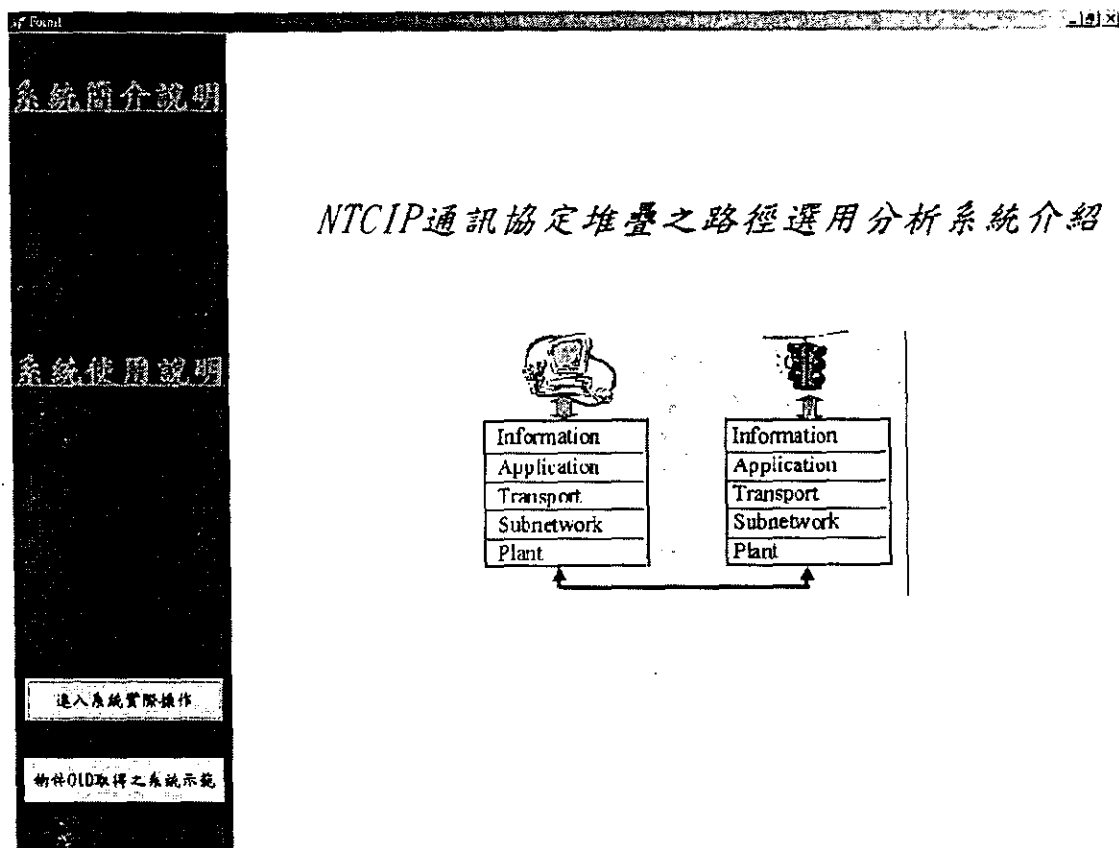 Form1
系統簡介說明
NTCIP通訊協定堆疊之路徑選用分析系統介紹
系統使用說明
Information
Application
Transport
Subnetwork
Plant
Information
Application
Transport
Subnetwork
Plant
進入系統實際操作
物件OID取得之系統示範